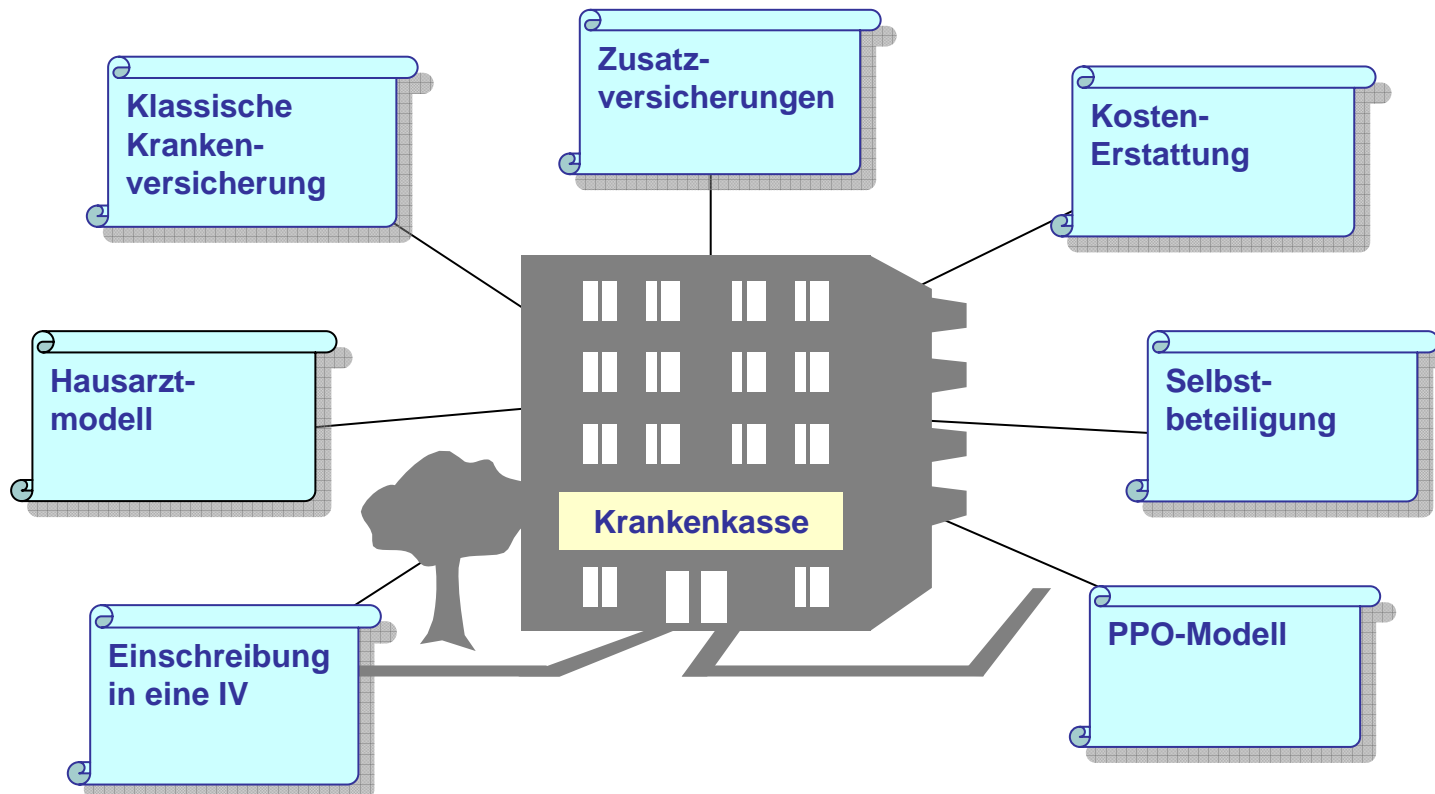 Zusatz-
versicherungen
Klassische
Kranken-
versicherung
Kosten-
Erstattung
Hausarzt-
modell
Selbst-
beteiligung
Krankenkasse
Einschreibung
in eine IV
PPO-Modell